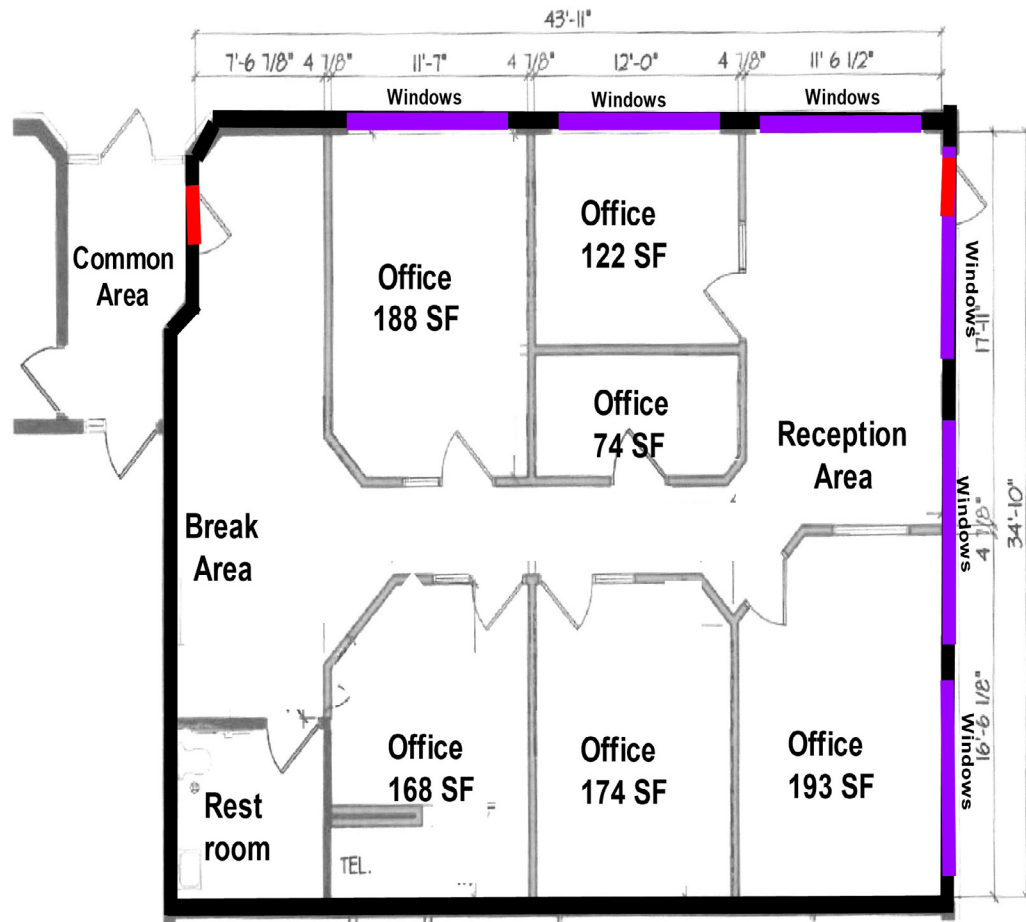 43'-11"
7'-6 7/8" 4 7/8" 11'-7" 4 7/8" 12'-0" 4 7/8" 11' 6 1/2"
Windows Windows Windows
Common
Area
Office
188 SF
Office
122 SF
Office
74 SF
Reception
Area
Windows
17'-11"
Windows
4 7/8"
34'-10"
Break
Area
Rest
room
Office
168 SF
TEL.
Office
174 SF
Office
193 SF
Windows
16'-6 1/8"